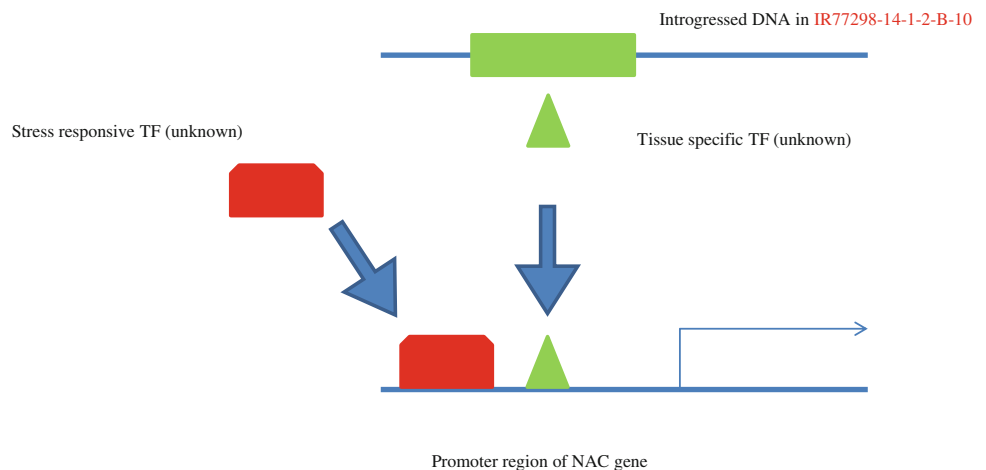 Introgressed DNA in IR77298-14-1-2-B-10
Stress responsive TF (unknown)
Tissue specific TF (unknown)
Promoter region of NAC gene